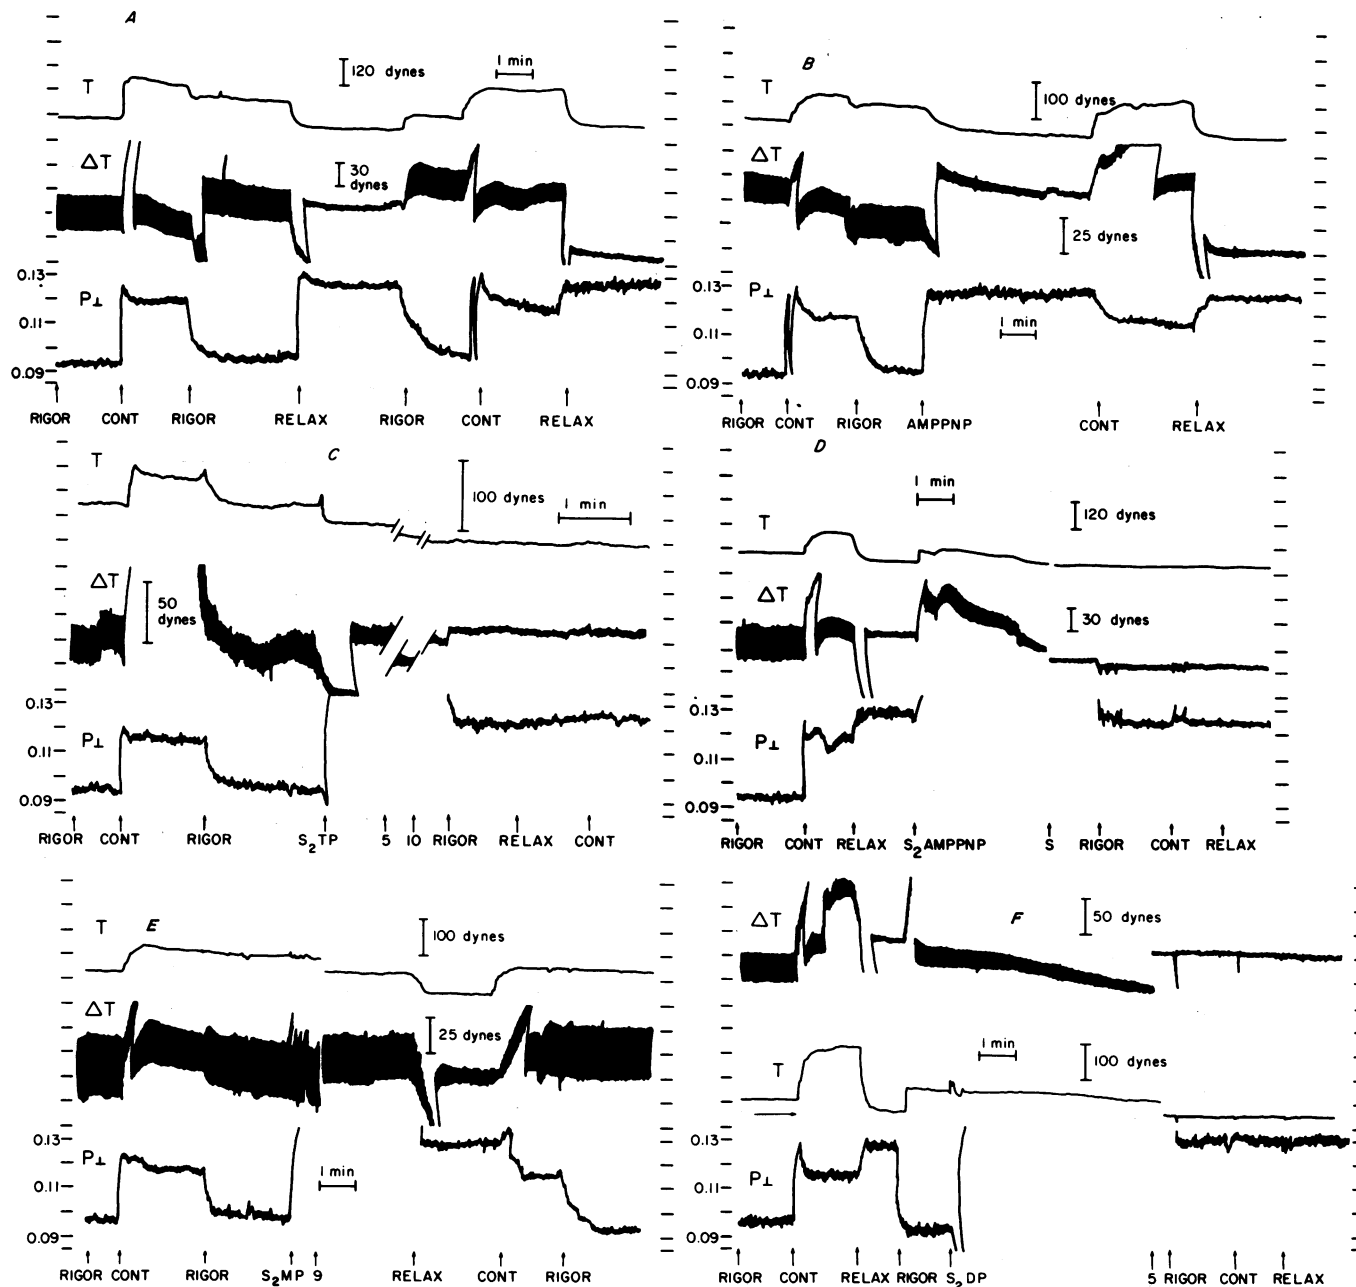 A
T
120 dynes
1 min
ΔT
30 dynes
0.13
P⊥
0.11
0.09
RIGOR CONT RIGOR RELAX RIGOR CONT RELAX
B
T
100 dynes
ΔT
25 dynes
0.13
P⊥
0.11
1 min
0.09
RIGOR CONT RIGOR AMPPNP CONT RELAX
C
T
100 dynes
1 min
ΔT
50 dynes
0.13
P⊥
0.11
0.09
RIGOR CONT RIGOR S₂TP 5 10 RIGOR RELAX CONT
D
1 min
T
120 dynes
ΔT
30 dynes
0.13
P⊥
0.11
0.09
RIGOR CONT RELAX S₂AMPPNP S RIGOR CONT RELAX
E
T
100 dynes
ΔT
25 dynes
0.13
P⊥
1 min
0.11
0.09
RIGOR CONT RIGOR S₂MP 9 RELAX CONT RIGOR
F
ΔT
50 dynes
1 min
T
100 dynes
0.13
P⊥
0.11
0.09
RIGOR CONT RELAX RIGOR S₂DP 5 RIGOR CONT RELAX